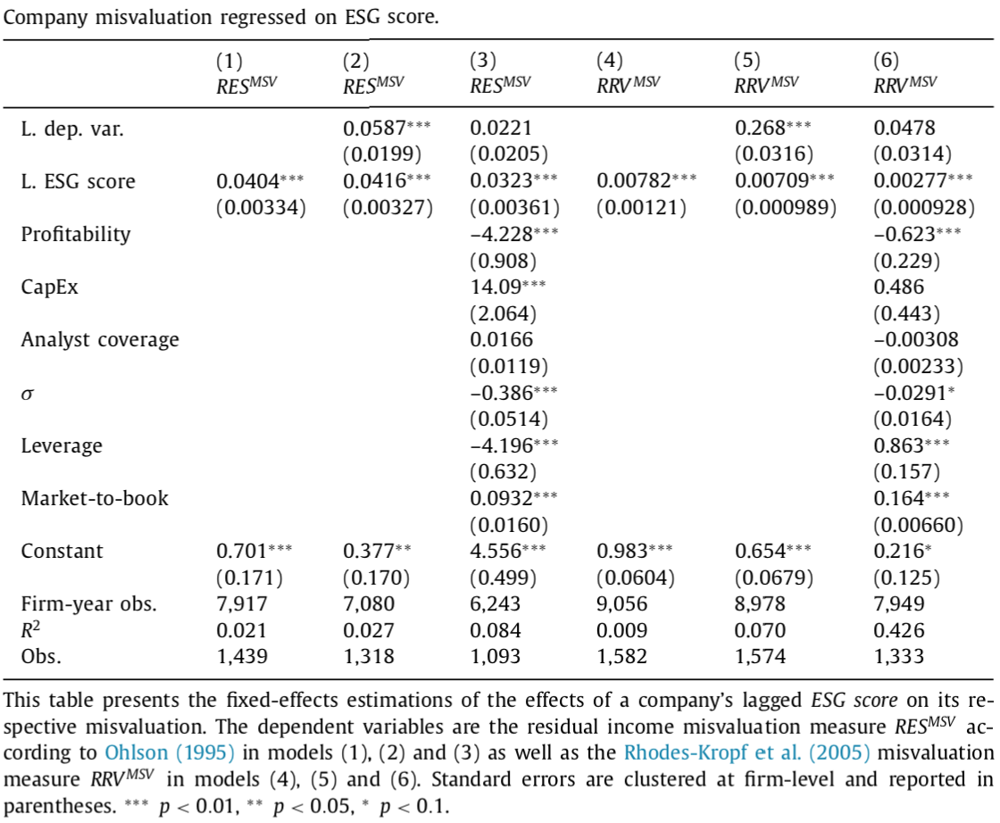 Company misvaluation regressed on ESG score.
(1) (2) (3) (4) (5) (6)
RES^MSV RES^MSV RES^MSV RRV^MSV RRV^MSV RRV^MSV
L. dep. var. 0.0587*** 0.0221 0.268*** 0.0478
(0.0199) (0.0205) (0.0316) (0.0314)
L. ESG score 0.0404*** 0.0416*** 0.0323*** 0.00782*** 0.00709*** 0.00277***
(0.00334) (0.00327) (0.00361) (0.00121) (0.000989) (0.000928)
Profitability –4.228*** –0.623***
(0.908) (0.229)
CapEx 14.09*** 0.486
(2.064) (0.443)
Analyst coverage 0.0166 –0.00308
(0.0119) (0.00233)
σ –0.386*** –0.0291*
(0.0514) (0.0164)
Leverage –4.196*** 0.863***
(0.632) (0.157)
Market-to-book 0.0932*** 0.164***
(0.0160) (0.00660)
Constant 0.701*** 0.377** 4.556*** 0.983*** 0.654*** 0.216*
(0.171) (0.170) (0.499) (0.0604) (0.0679) (0.125)
Firm-year obs. 7,917 7,080 6,243 9,056 8,978 7,949
R² 0.021 0.027 0.084 0.009 0.070 0.426
Obs. 1,439 1,318 1,093 1,582 1,574 1,333
This table presents the fixed-effects estimations of the effects of a company's lagged ESG score on its re-
spective misvaluation. The dependent variables are the residual income misvaluation measure RES^MSV ac-
cording to Ohlson (1995) in models (1), (2) and (3) as well as the Rhodes-Kropf et al. (2005) misvaluation
measure RRV^MSV in models (4), (5) and (6). Standard errors are clustered at firm-level and reported in
parentheses. *** p < 0.01, ** p < 0.05, * p < 0.1.